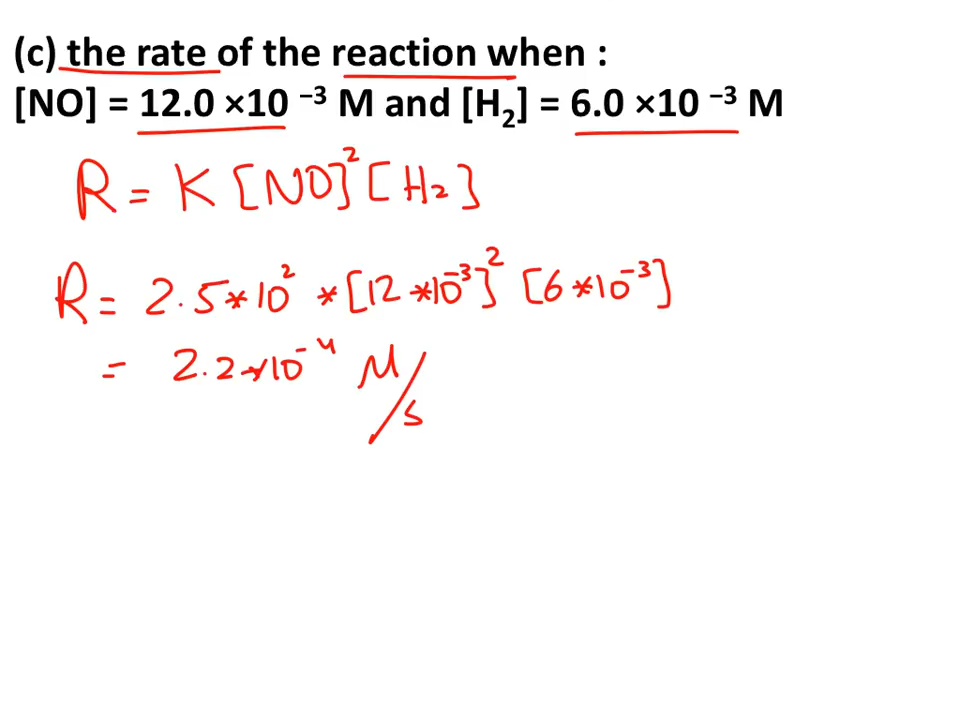 (c) the rate of the reaction when :
[NO] = 12.0 ×10 ⁻³ M and [H₂] = 6.0 ×10 ⁻³ M
R = K [NO]² [H₂]
R = 2.5*10² * [12 *10⁻³]² [6 *10⁻³]
= 2.2*10⁻⁴ M/s